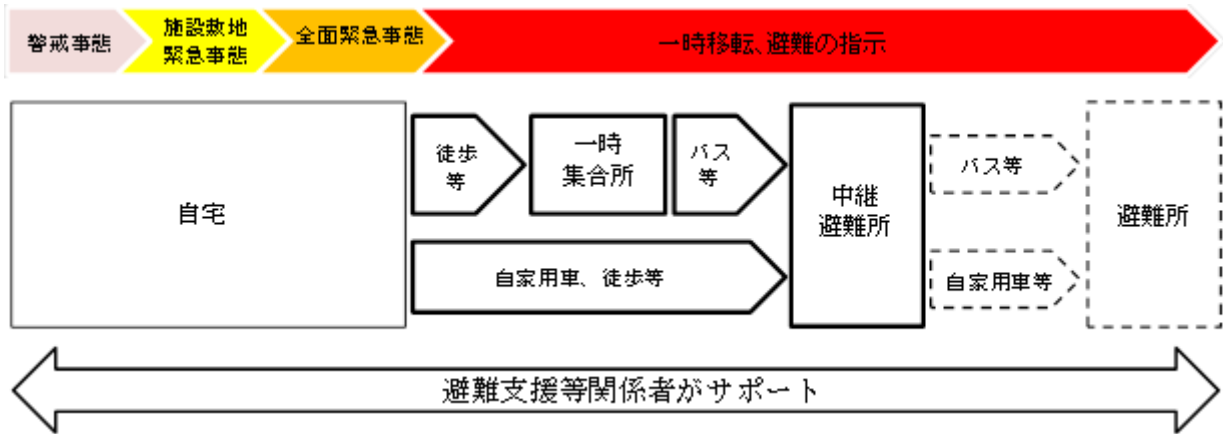 警戒事態
施設敷地
緊急事態
全面緊急事態
一時移転、避難の指示
自宅
徒歩
等
一時
集合所
バス
等
自家用車、徒歩等
中継
避難所
バス等
自家用車等
避難所
避難支援等関係者がサポート